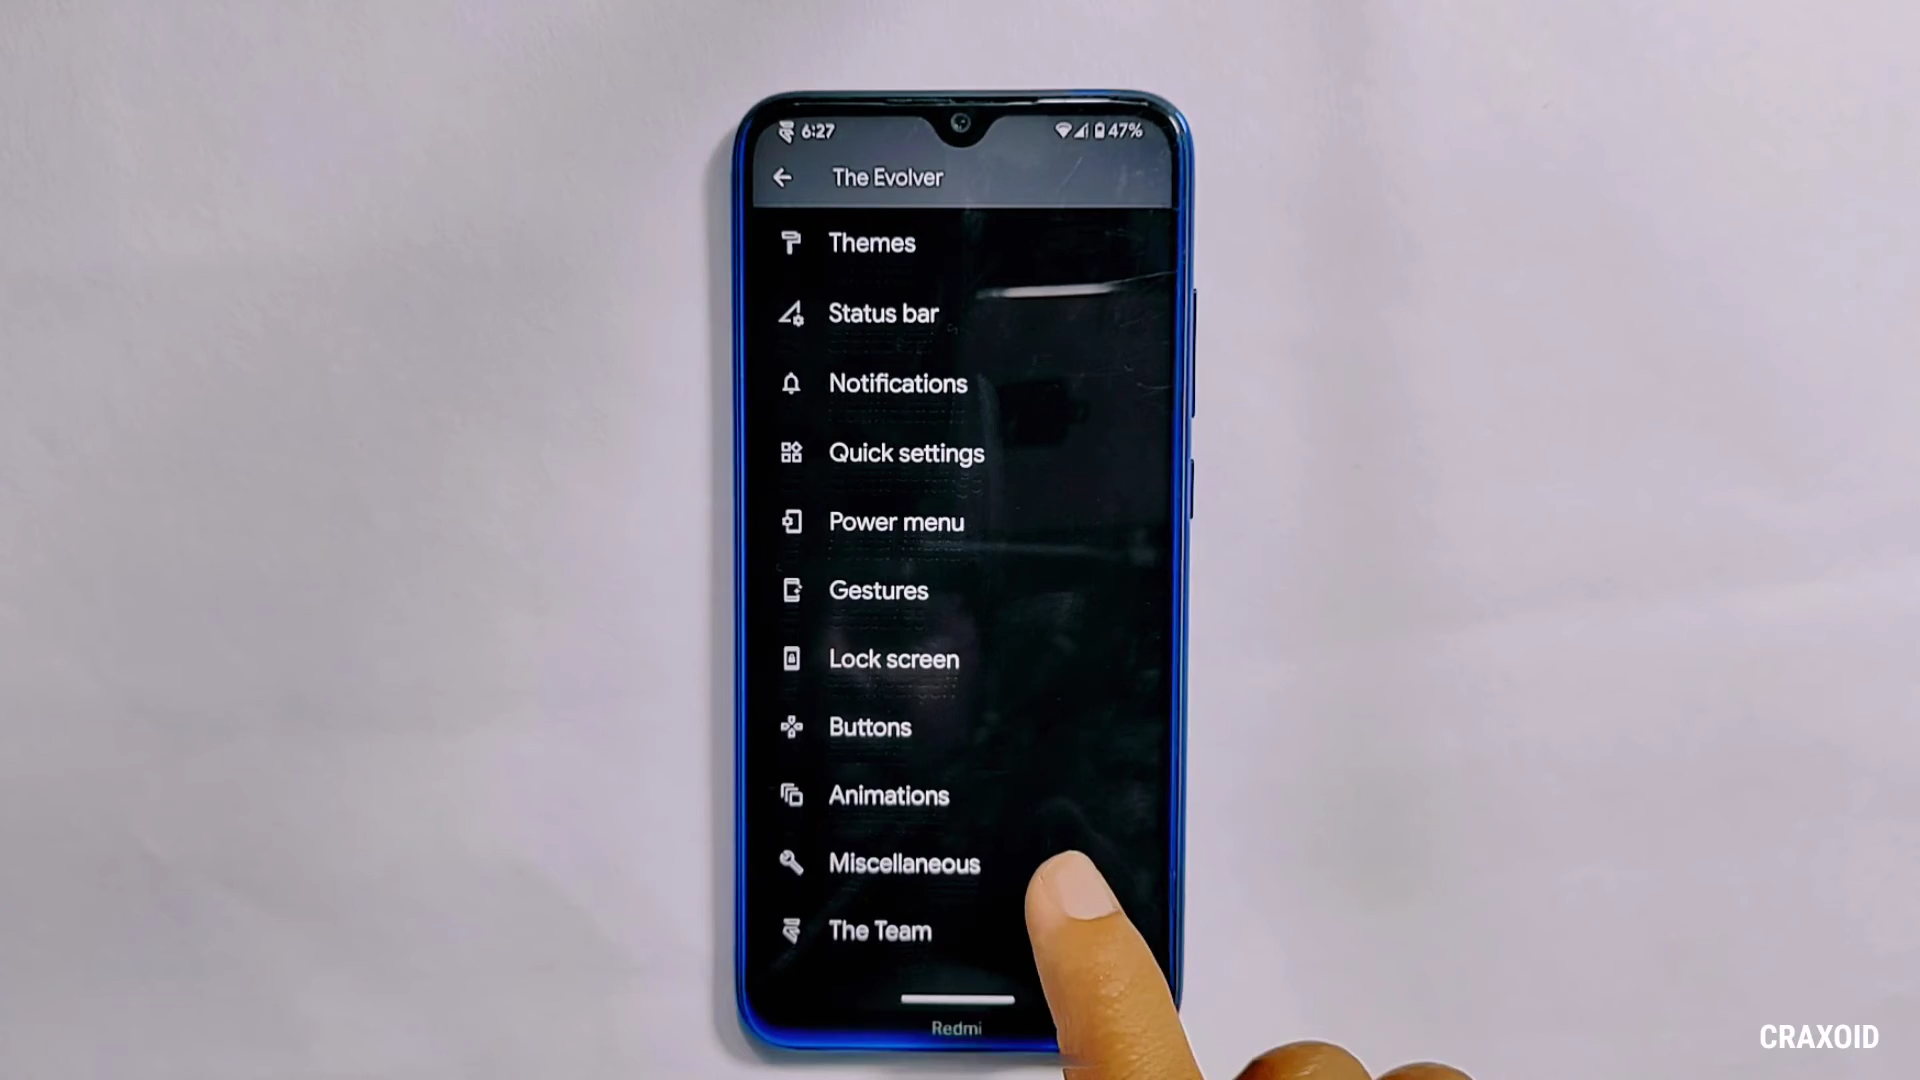 6:27
47%
The Evolver
Themes
Status bar
Notifications
Quick settings
Power menu
Gestures
Lock screen
Buttons
Animations
Miscellaneous
The Team
Redmi
CRAXOID